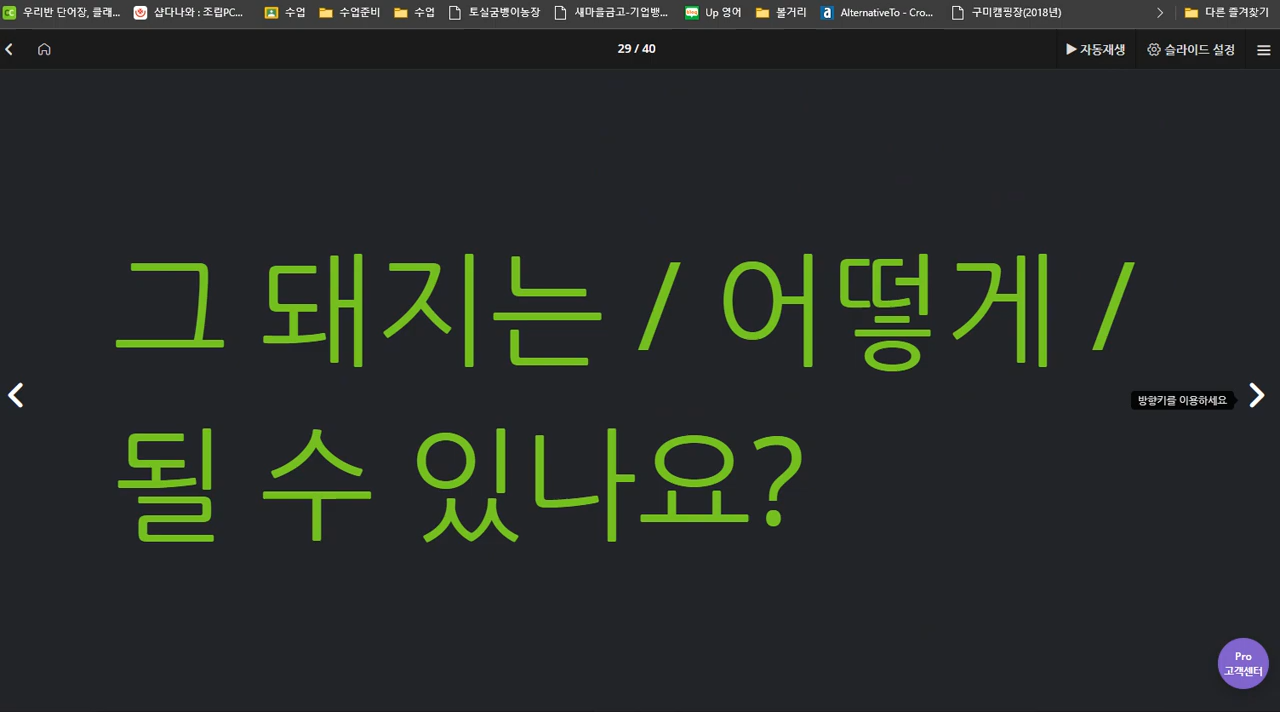 우리반 단어장, 클래... 샵다나와 : 조립PC... 수업 수업준비 수업 토실굼벵이농장 새마을금고-기업뱅... Up 영어 볼거리 AlternativeTo - Cro... 구미캠핑장(2018년) 다른 즐겨찾기
29 / 40 자동재생 슬라이드 설정
그 돼지는 / 어떻게 /
될 수 있나요?
방향키를 이용하세요
Pro
고객센터